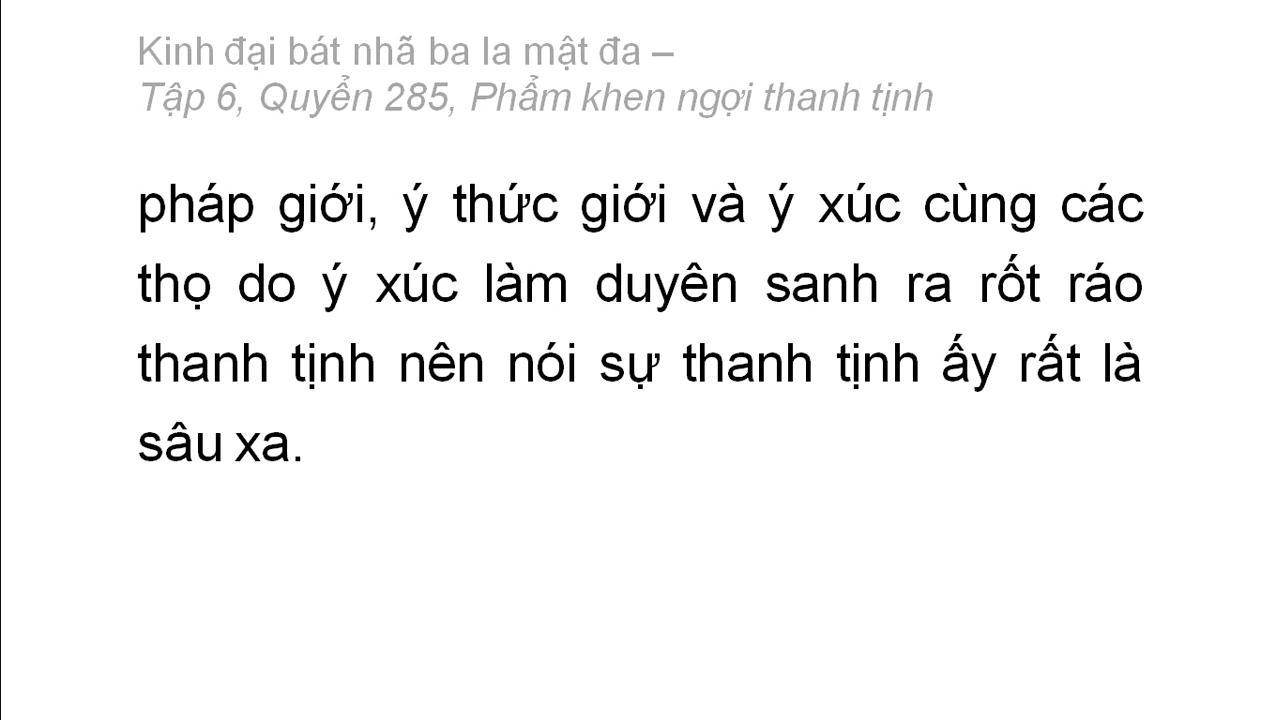 Kinh đại bát nhã ba la mật đa –
Tập 6, Quyển 285, Phẩm khen ngợi thanh tịnh
pháp giới, ý thức giới và ý xúc cùng các
thọ do ý xúc làm duyên sanh ra rốt ráo
thanh tịnh nên nói sự thanh tịnh ấy rất là
sâu xa.